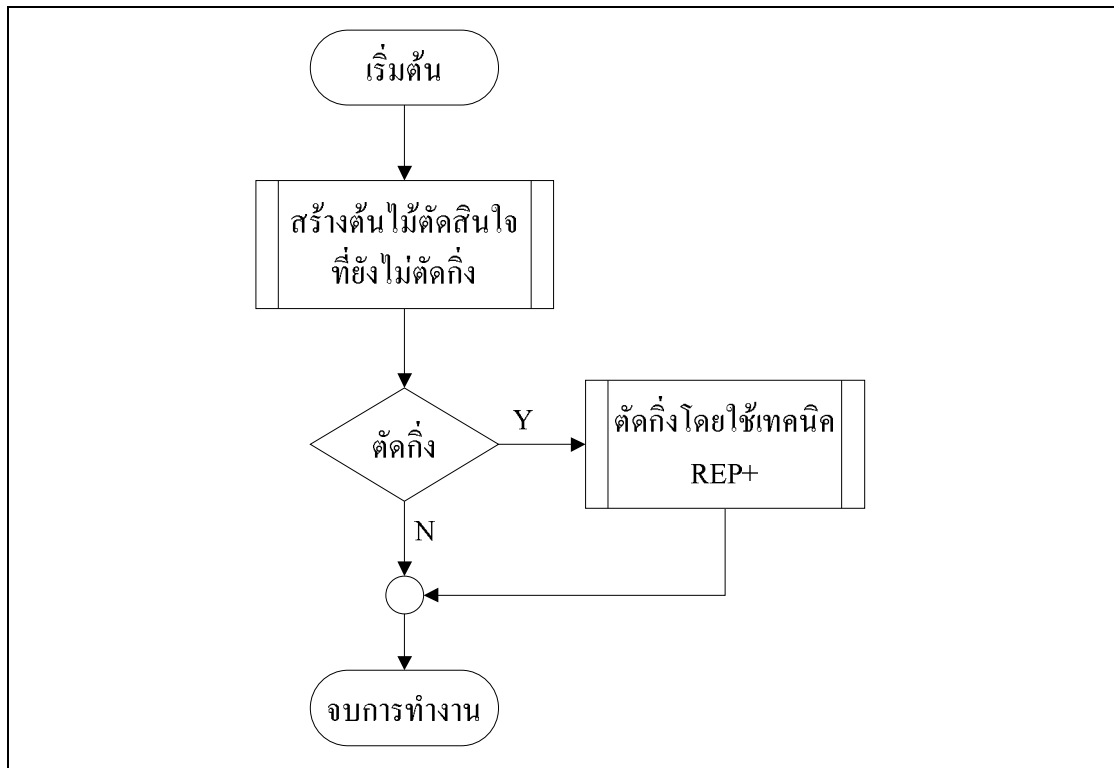 เริ่มต้น
สร้างต้นไม้ตัดสินใจ
ที่ยังไม่ตัดกิ่ง
ตัดกิ่ง
Y
ตัดกิ่งโดยใช้เทคนิค
REP+
N
จบการทำงาน